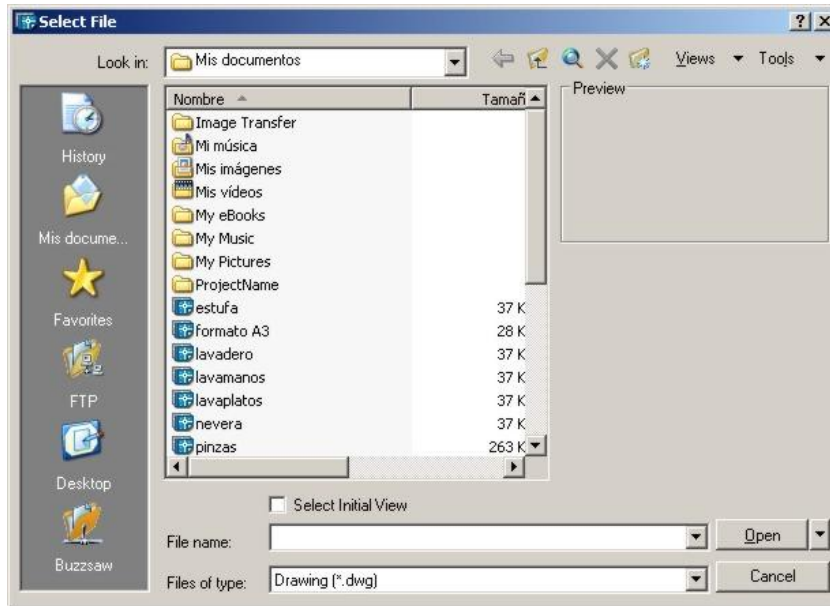 Select File
Look in: Mis documentos Views Tools
Nombre Tamañ
Preview
Image Transfer
Mi música
Mis imágenes
Mis vídeos
My eBooks
My Music
My Pictures
ProjectName
estufa 37 K
formato A3 28 K
lavadero 37 K
lavamanos 37 K
lavaplatos 37 K
nevera 37 K
pinzas 263 K
History
Mis docume...
Favorites
FTP
Desktop
Buzzsaw
Select Initial View
File name: Open
Files of type: Drawing (*.dwg) Cancel